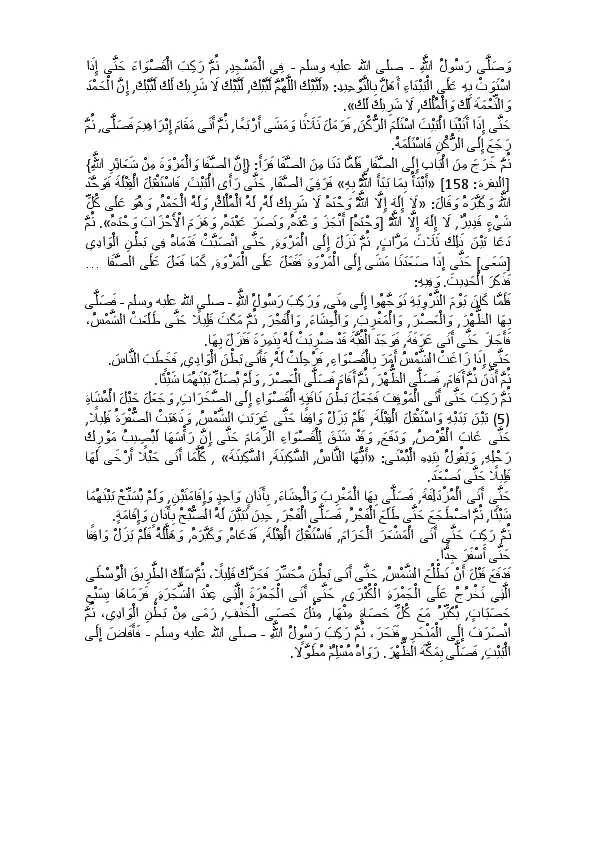 وَصَلَّى رَسُولُ اللَّهِ - صلى الله عليه وسلم - فِي الْمَسْجِدِ, ثُمَّ رَكِبَ الْقَصْوَاءَ حَتَّى إِذَا
اسْتَوَتْ بِهِ عَلَى الْبَيْدَاءِ أَهَلَّ بِالتَّوْحِيدِ: «لَبَّيْكَ اللَّهُمَّ لَبَّيْكَ, لَبَّيْكَ لَا شَرِيكَ لَكَ لَبَّيْكَ, إِنَّ الْحَمْدَ
وَالنِّعْمَةَ لَكَ وَالْمُلْكَ, لَا شَرِيكَ لَكَ».
حَتَّى إِذَا أَتَيْنَا الْبَيْتَ اسْتَلَمَ الرُّكْنَ, فَرَمَلَ ثَلَاثًا وَمَشَى أَرْبَعًا, ثُمَّ أَتَى مَقَامَ إِبْرَاهِيمَ فَصَلَّى, ثُمَّ
رَجَعَ إِلَى الرُّكْنِ فَاسْتَلَمَهُ.
ثُمَّ خَرَجَ مِنَ الْبَابِ إِلَى الصَّفَا, فَلَمَّا دَنَا مِنَ الصَّفَا قَرَأَ: {إِنَّ الصَّفَا وَالْمَرْوَةَ مِنْ شَعَائِرِ اللَّهِ}
[البقرة: 158] «أَبْدَأُ بِمَا بَدَأَ اللَّهُ بِهِ» فَرَقِيَ الصَّفَا, حَتَّى رَأَى الْبَيْتَ, فَاسْتَقْبَلَ الْقِبْلَةَ فَوَحَّدَ
اللَّهَ وَكَبَّرَهُ وَقَالَ: «لَا إِلَهَ إِلَّا اللَّهُ وَحْدَهُ لَا شَرِيكَ لَهُ, لَهُ الْمُلْكُ, وَلَهُ الْحَمْدُ, وَهُوَ عَلَى كُلِّ
شَيْءٍ قَدِيرٌ, لَا إِلَهَ إِلَّا اللَّهُ [وَحْدَهُ] أَنْجَزَ وَعْدَهُ, وَنَصَرَ عَبْدَهُ, وَهَزَمَ الْأَحْزَابَ وَحْدَهُ». ثُمَّ
دَعَا بَيْنَ ذَلِكَ ثَلَاثَ مَرَّاتٍ, ثُمَّ نَزَلَ إِلَى الْمَرْوَةِ, حَتَّى انْصَبَّتْ قَدَمَاهُ فِي بَطْنِ الْوَادِي
[سَعَى] حَتَّى إِذَا صَعَدَتَا مَشَى إِلَى الْمَرْوَةِ فَفَعَلَ عَلَى الْمَرْوَةِ, كَمَا فَعَلَ عَلَى الصَّفَا ...
فَذَكَرَ الْحَدِيثَ. وَفِيهِ:
فَلَمَّا كَانَ يَوْمَ التَّرْوِيَةِ تَوَجَّهُوا إِلَى مِنَى, وَرَكِبَ رَسُولُ اللَّهِ - صلى الله عليه وسلم - فَصَلَّى
بِهَا الظُّهْرَ, وَالْعَصْرَ, وَالْمَغْرِبَ, وَالْعِشَاءَ, وَالْفَجْرَ, ثُمَّ مَكَثَ قَلِيلًا حَتَّى طَلَعَتْ الشَّمْسُ,
فَأَجَازَ حَتَّى أَتَى عَرَفَةَ, فَوَجَدَ الْقُبَّةَ قَدْ ضُرِبَتْ لَهُ بِنَمِرَةَ فَنَزَلَ بِهَا.
حَتَّى إِذَا زَاغَتْ الشَّمْسُ أَمَرَ بِالْقَصْوَاءِ, فَرُحِلَتْ لَهُ, فَأَتَى بَطْنَ الْوَادِي, فَخَطَبَ النَّاسَ.
ثُمَّ أَذَّنَ ثُمَّ أَقَامَ, فَصَلَّى الظُّهْرَ, ثُمَّ أَقَامَ فَصَلَّى الْعَصْرَ, وَلَمْ يُصَلِّ بَيْنَهُمَا شَيْئًا.
ثُمَّ رَكِبَ حَتَّى أَتَى الْمَوْقِفَ فَجَعَلَ بَطْنَ نَاقَتِهِ الْقَصْوَاءِ إِلَى الصَّخَرَاتِ, وَجَعَلَ حَبْلَ الْمُشَاةِ
(5) بَيْنَ يَدَيْهِ وَاسْتَقْبَلَ الْقِبْلَةَ, فَلَمْ يَزَلْ وَاقِفًا حَتَّى غَرَبَتِ الشَّمْسُ, وَذَهَبَتْ الصُّفْرَةُ قَلِيلًا,
حَتَّى غَابَ الْقُرْصُ, وَدَفَعَ, وَقَدْ شَنَقَ لِلْقَصْوَاءِ الزِّمَامَ حَتَّى إِنَّ رَأْسَهَا لَيُصِيبُ مَوْرِكَ
رَحْلِهِ, وَيَقُولُ بِيَدِهِ الْيُمْنَى: «أَيُّهَا النَّاسُ, السَّكِينَةَ, السَّكِينَةَ» , كُلَّمَا أَتَى حَبْلًا أَرْخَى لَهَا
قَلِيلًا حَتَّى تَصْعَدَ.
حَتَّى أَتَى الْمُزْدَلِفَةَ, فَصَلَّى بِهَا الْمَغْرِبَ وَالْعِشَاءَ, بِأَذَانٍ وَاحِدٍ وَإِقَامَتَيْنِ, وَلَمْ يُسَبِّحْ بَيْنَهُمَا
شَيْئًا, ثُمَّ اضْطَجَعَ حَتَّى طَلَعَ الْفَجْرُ, فَصَلَّى الْفَجْرَ, حِينَ تَبَيَّنَ لَهُ الصُّبْحُ بِأَذَانٍ وَإِقَامَةٍ.
ثُمَّ رَكِبَ حَتَّى أَتَى الْمَشْعَرَ الْحَرَامَ, فَاسْتَقْبَلَ الْقِبْلَةَ, فَدَعَاهُ, وَكَبَّرَهُ, وَهَلَّلَهُ فَلَمْ يَزَلْ وَاقِفًا
حَتَّى أَسْفَرَ جِدًّا.
فَدَفَعَ قَبْلَ أَنْ تَطْلُعَ الشَّمْسُ, حَتَّى أَتَى بَطْنَ مُحَسِّرَ فَحَرَّكَ قَلِيلًا، ثُمَّ سَلَكَ الطَّرِيقَ الْوُسْطَى
الَّتِي تَخْرُجُ عَلَى الْجَمْرَةِ الْكُبْرَى, حَتَّى أَتَى الْجَمْرَةَ الَّتِي عِنْدَ الشَّجَرَةِ, فَرَمَاهَا بِسَبْعِ
حَصَيَاتٍ, يُكَبِّرُ مَعَ كُلِّ حَصَاةٍ مِنْهَا, مِثْلَ حَصَى الْخَذْفِ, رَمَى مِنْ بَطْنِ الْوَادِي، ثُمَّ
انْصَرَفَ إِلَى الْمَنْحَرِ, فَنَحَرَ، ثُمَّ رَكِبَ رَسُولُ اللَّهِ - صلى الله عليه وسلم - فَأَفَاضَ إِلَى
الْبَيْتِ, فَصَلَّى بِمَكَّةَ الظُّهْرَ. رَوَاهُ مُسْلِمٌ مُطَوَّلًا.